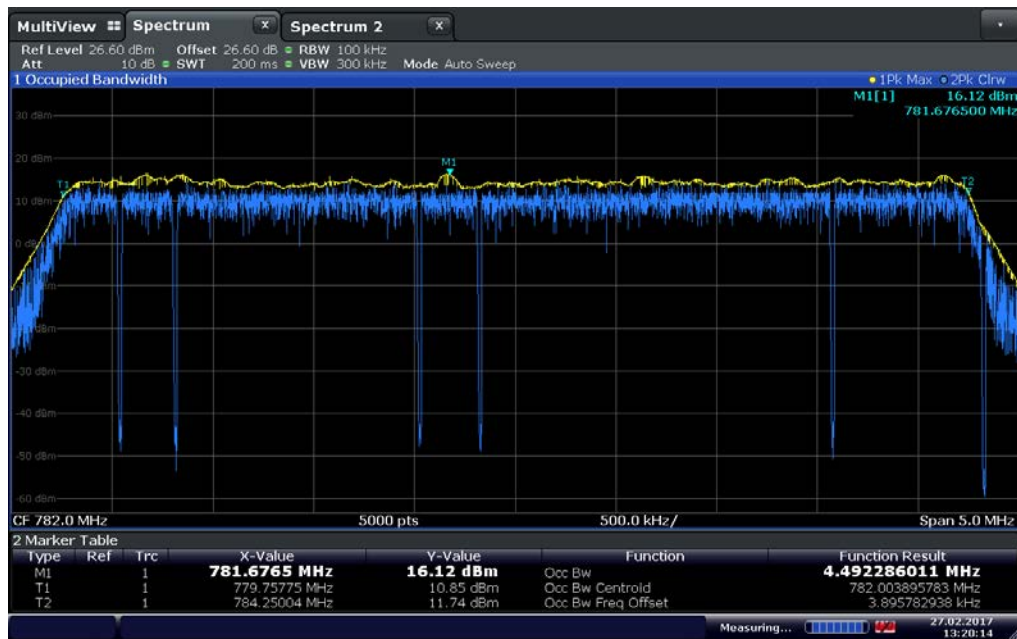 MultiView Spectrum X Spectrum 2 X
Ref Level 26.60 dBm Offset 26.60 dB RBW 100 kHz
Att 10 dB SWT 200 ms VBW 300 kHz Mode Auto Sweep
1 Occupied Bandwidth 1Pk Max 2Pk Clrw
M1[1] 16.12 dBm
781.676500 MHz
30 dBm
20 dBm
M1
T1 T2
10 dBm
-30 dBm
-40 dBm
-50 dBm
-60 dBm
CF 782.0 MHz 5000 pts 500.0 kHz/ Span 5.0 MHz
2 Marker Table
Type Ref Trc X-Value Y-Value Function Function Result
M1 1 781.6765 MHz 16.12 dBm Occ Bw 4.492286011 MHz
T1 1 779.75775 MHz 10.85 dBm Occ Bw Centroid 782.003895783 MHz
T2 1 784.25004 MHz 11.74 dBm Occ Bw Freq Offset 3.895782938 kHz
Measuring... 27.02.2017
13:20:14